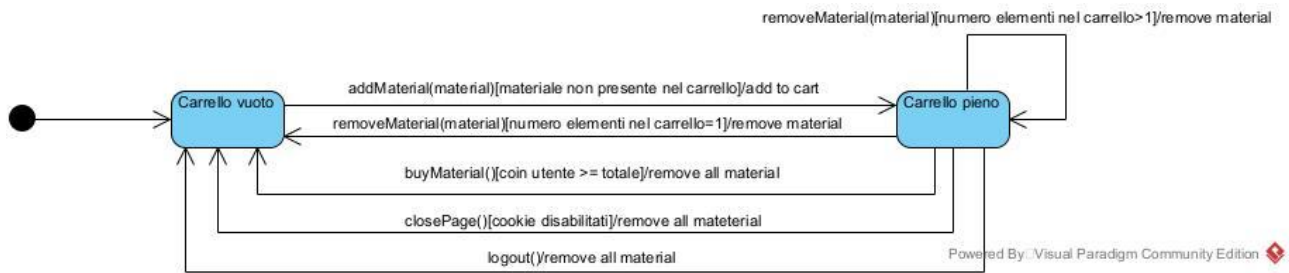 removeMaterial(material)[numero elementi nel carrello>1]/remove material
addMaterial(material)[materiale non presente nel carrello]/add to cart
Carrello vuoto
Carrello pieno
removeMaterial(material)[numero elementi nel carrello=1]/remove material
buyMaterial()[coin utente >= totale]/remove all material
closePage()[cookie disabilitati]/remove all mateterial
logout()/remove all material
Powered By Visual Paradigm Community Edition